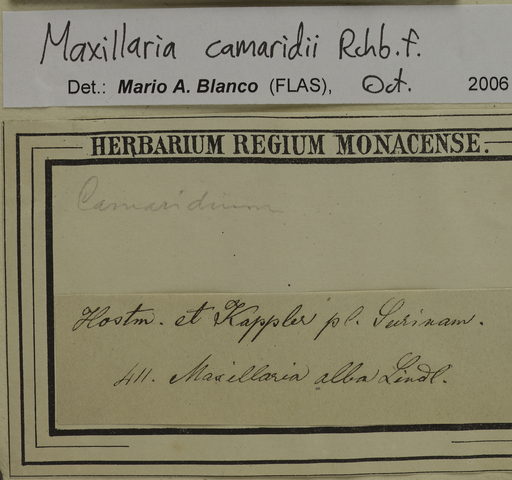 Maxillaria camaridii Rchb.f.
Det.: Mario A. Blanco (FLAS), Oct. 2006
HERBARIUM REGIUM MONACENSE.
Camaridium
Hostm. et Kappler pl. Surinam.
411. Maxillaria alba Lindl.